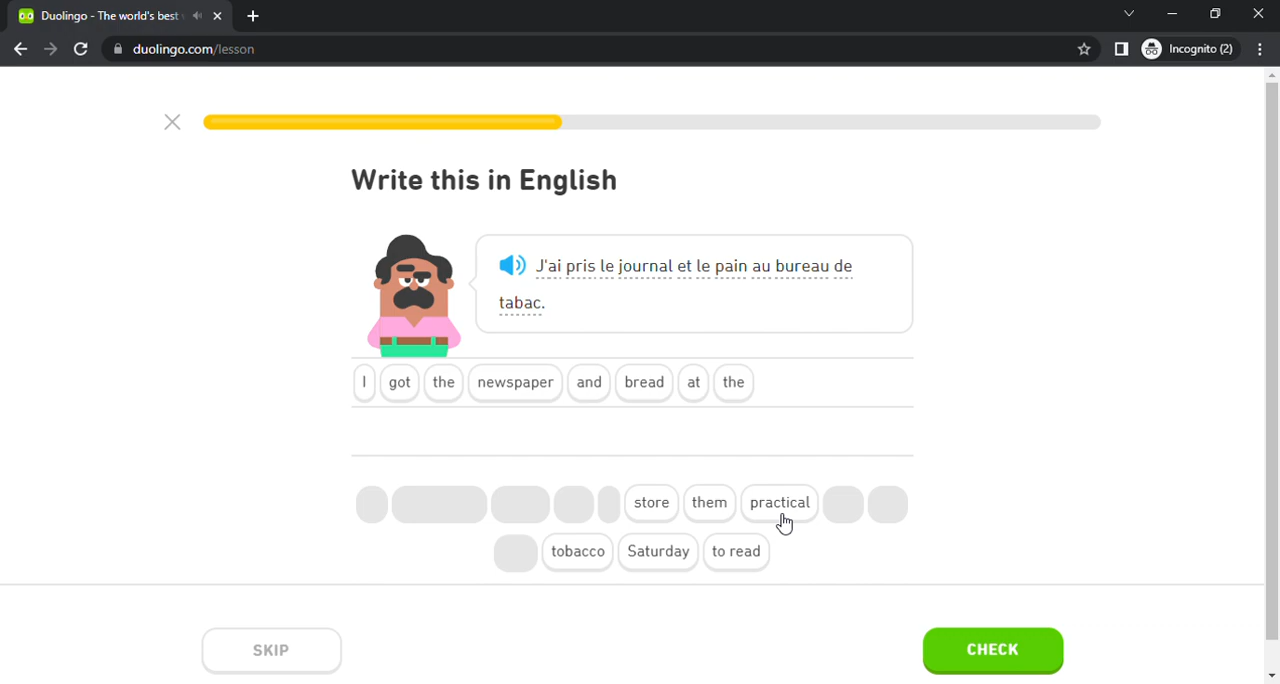 Duolingo - The world's best
duolingo.com/lesson
Incognito (2)
Write this in English
J'ai pris le journal et le pain au bureau de
tabac.
I got the newspaper and bread at the
store them practical
tobacco Saturday to read
SKIP
CHECK